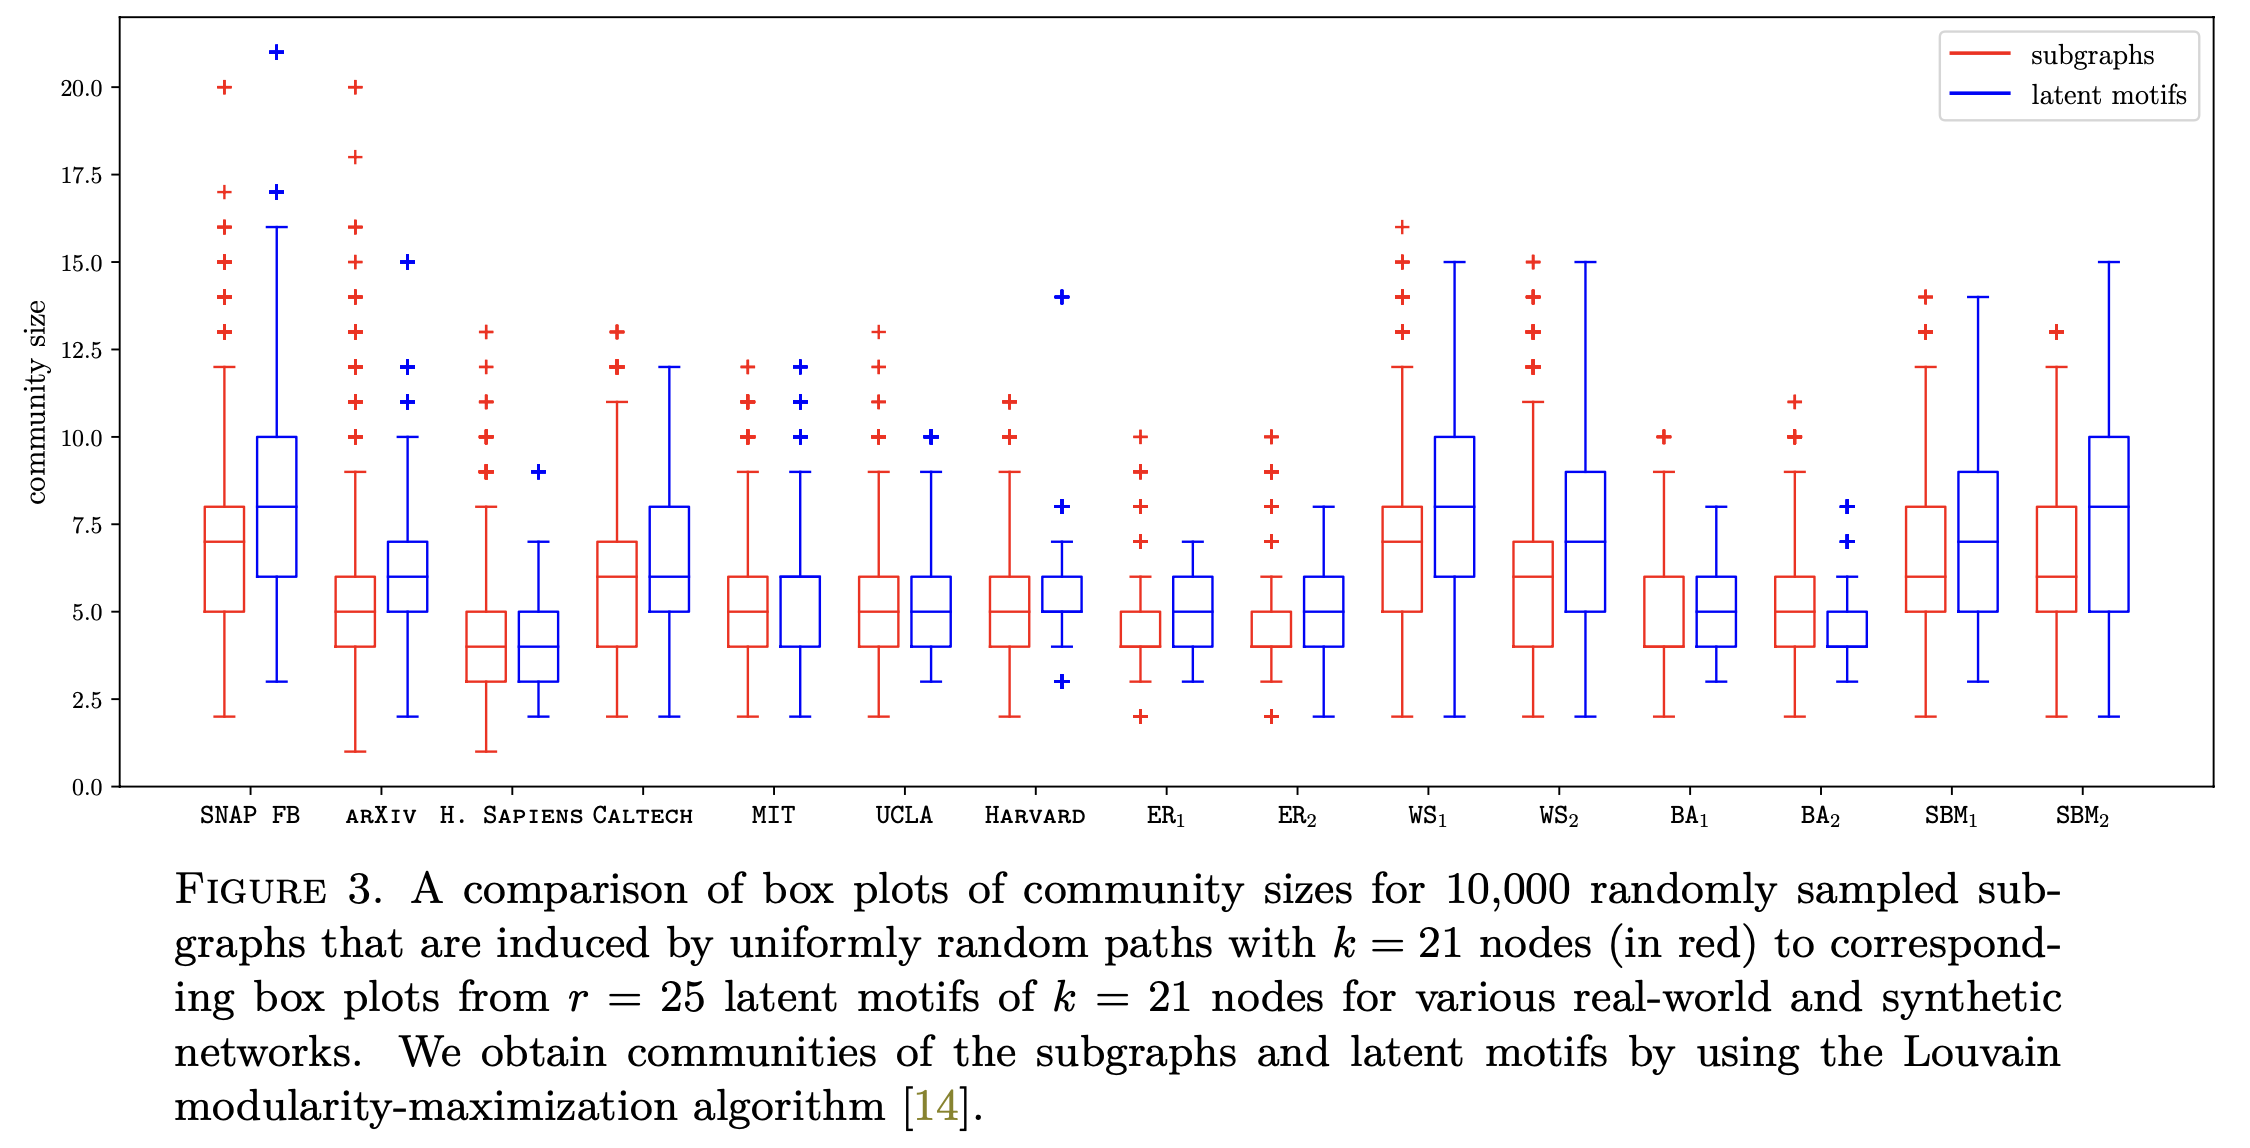 subgraphs
latent motifs
community size
20.0
17.5
15.0
12.5
10.0
7.5
5.0
2.5
0.0
SNAP FB ARXIV H. SAPIENS CALTECH MIT UCLA HARVARD ER₁ ER₂ WS₁ WS₂ BA₁ BA₂ SBM₁ SBM₂
FIGURE 3. A comparison of box plots of community sizes for 10,000 randomly sampled sub-
graphs that are induced by uniformly random paths with k = 21 nodes (in red) to correspond-
ing box plots from r = 25 latent motifs of k = 21 nodes for various real-world and synthetic
networks. We obtain communities of the subgraphs and latent motifs by using the Louvain
modularity-maximization algorithm [14].